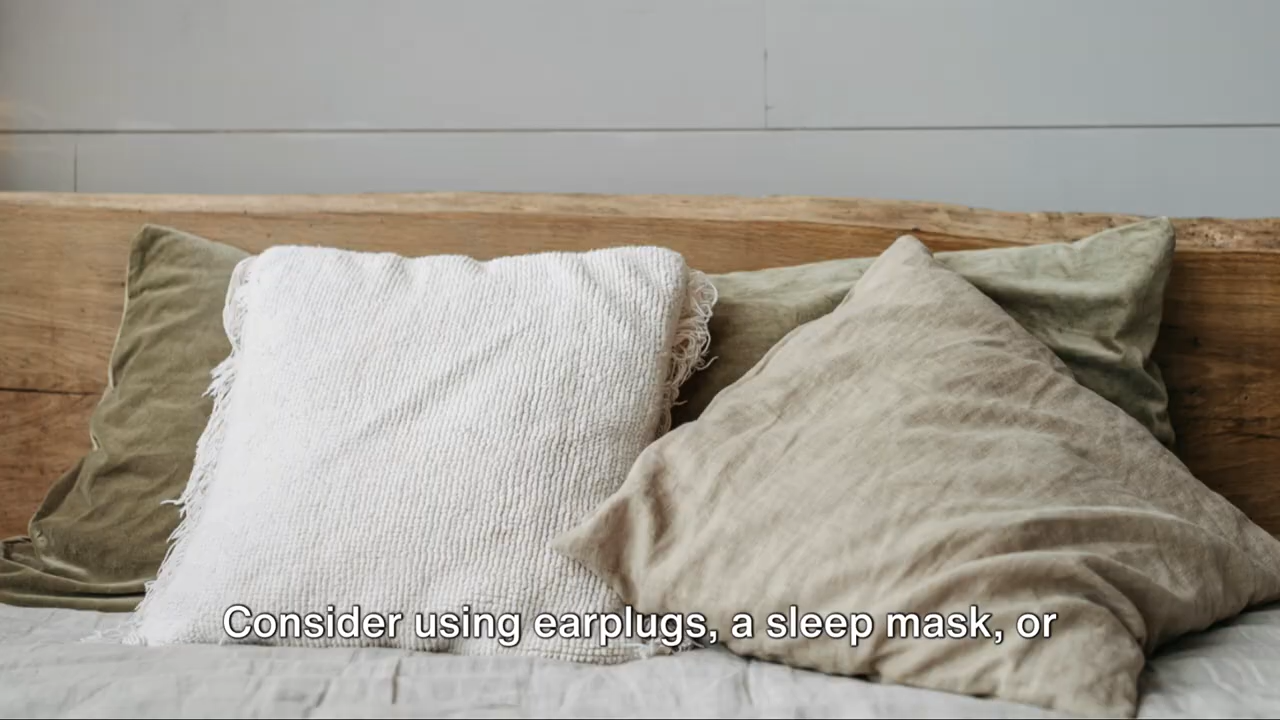 Consider using earplugs, a sleep mask, or